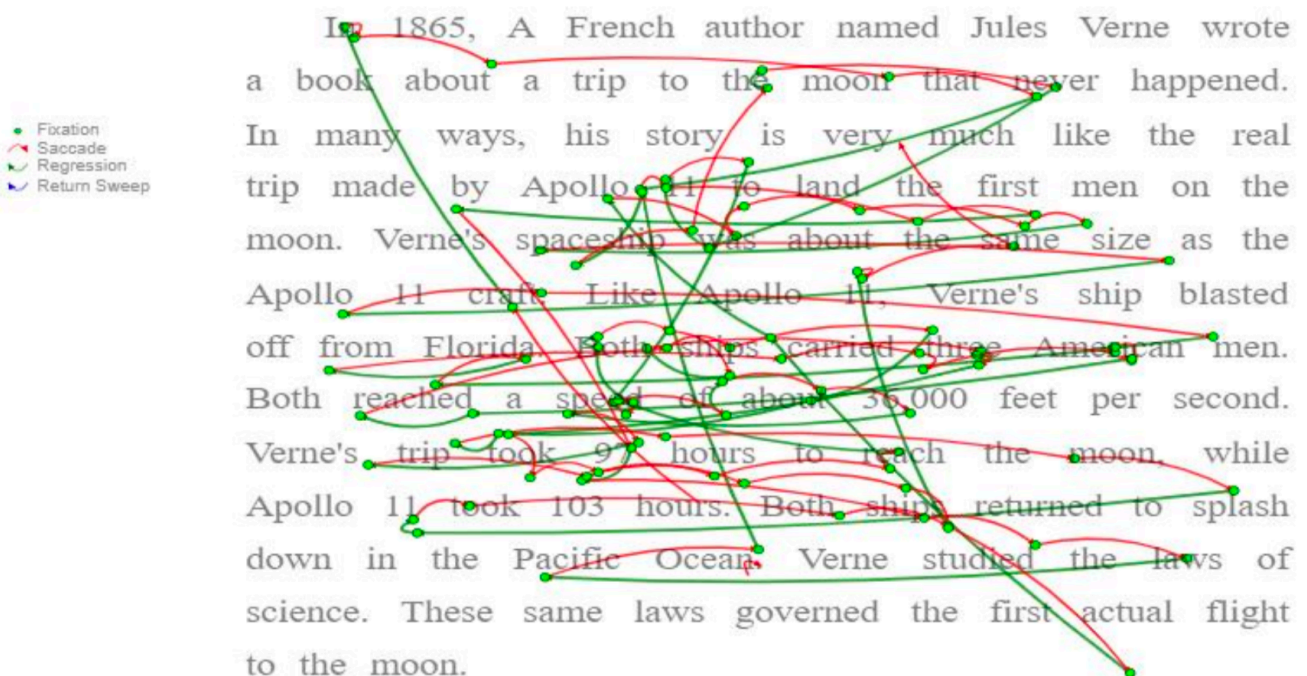 In 1865, A French author named Jules Verne wrote
a book about a trip to the moon that never happened.
In many ways, his story is very much like the real
trip made by Apollo 11 to land the first men on the
moon. Verne's spaceship was about the same size as the
Apollo 11 craft. Like Apollo 11, Verne's ship blasted
off from Florida. Both ships carried three American men.
Both reached a speed of about 36,000 feet per second.
Verne's trip took 97 hours to reach the moon, while
Apollo 11 took 103 hours. Both ships returned to splash
down in the Pacific Ocean. Verne studied the laws of
science. These same laws governed the first actual flight
to the moon.
Fixation
Saccade
Regression
Return Sweep